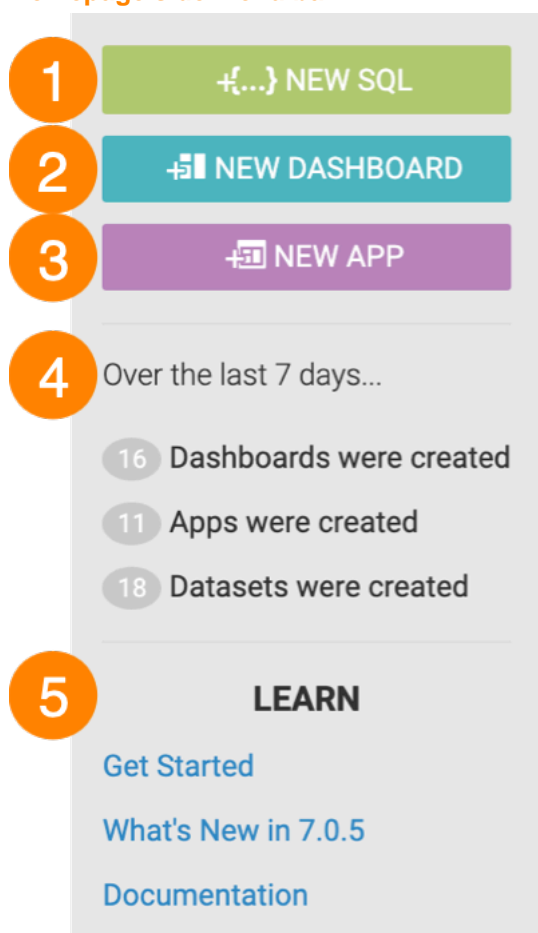 1 +{...} NEW SQL
2 NEW DASHBOARD
3 NEW APP
4 Over the last 7 days...
16 Dashboards were created
11 Apps were created
18 Datasets were created
5 LEARN
Get Started
What's New in 7.0.5
Documentation